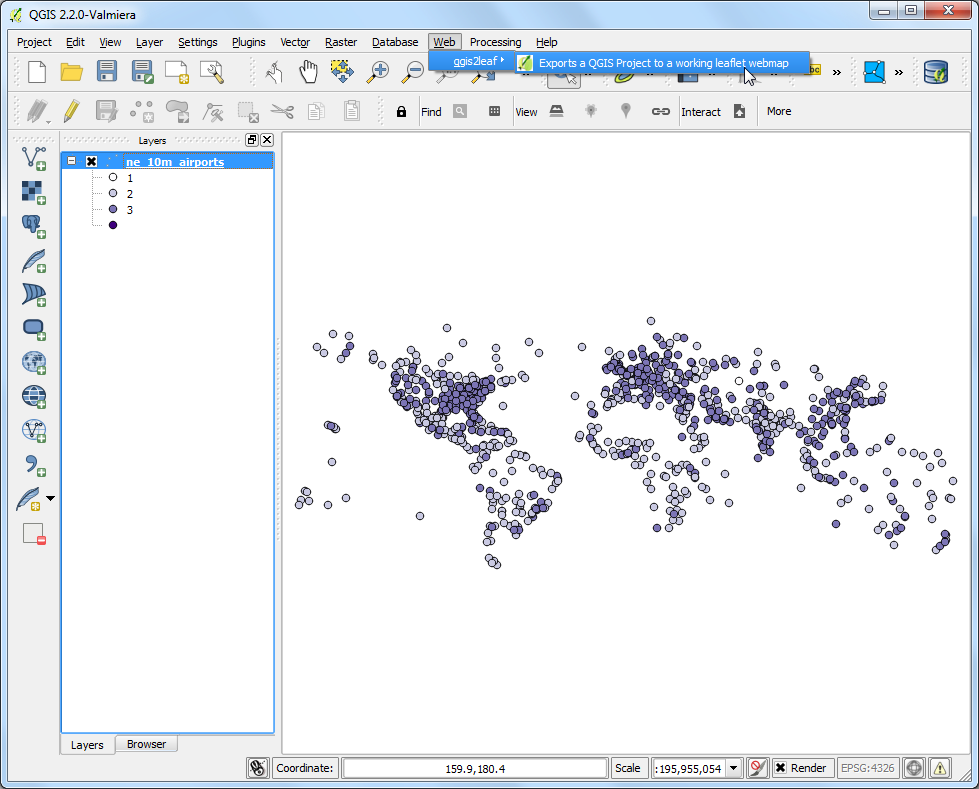 QGIS 2.2.0-Valmiera
Project Edit View Layer Settings Plugins Vector Raster Database Web Processing Help
qgis2leaf Exports a QGIS Project to a working leaflet webmap
abc » » »
Find View Interact More
Layers
ne_10m_airports
1
2
3
Layers Browser
Coordinate: 159.9,180.4 Scale :195,955,054 Render EPSG:4326